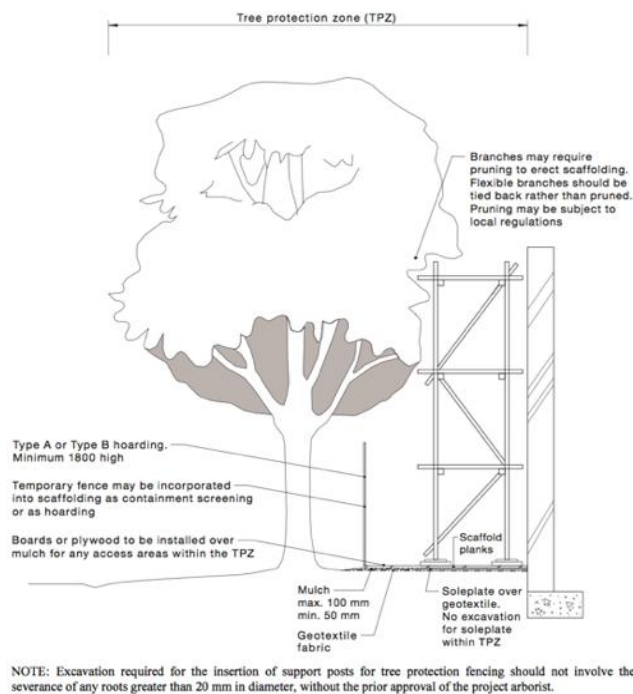 Tree protection zone (TPZ)
Branches may require
pruning to erect scaffolding.
Flexible branches should be
tied back rather than pruned.
Pruning may be subject to
local regulations
Type A or Type B hoarding.
Minimum 1800 high
Temporary fence may be incorporated
into scaffolding as containment screening
or as hoarding
Boards or plywood to be installed over
mulch for any access areas within the TPZ
Scaffold
planks
Mulch
max. 100 mm
min. 50 mm
Geotextile
fabric
Soleplate over
geotextile.
No excavation
for soleplate
within TPZ
NOTE: Excavation required for the insertion of support posts for tree protection fencing should not involve the
severance of any roots greater than 20 mm in diameter, without the prior approval of the project arborist.